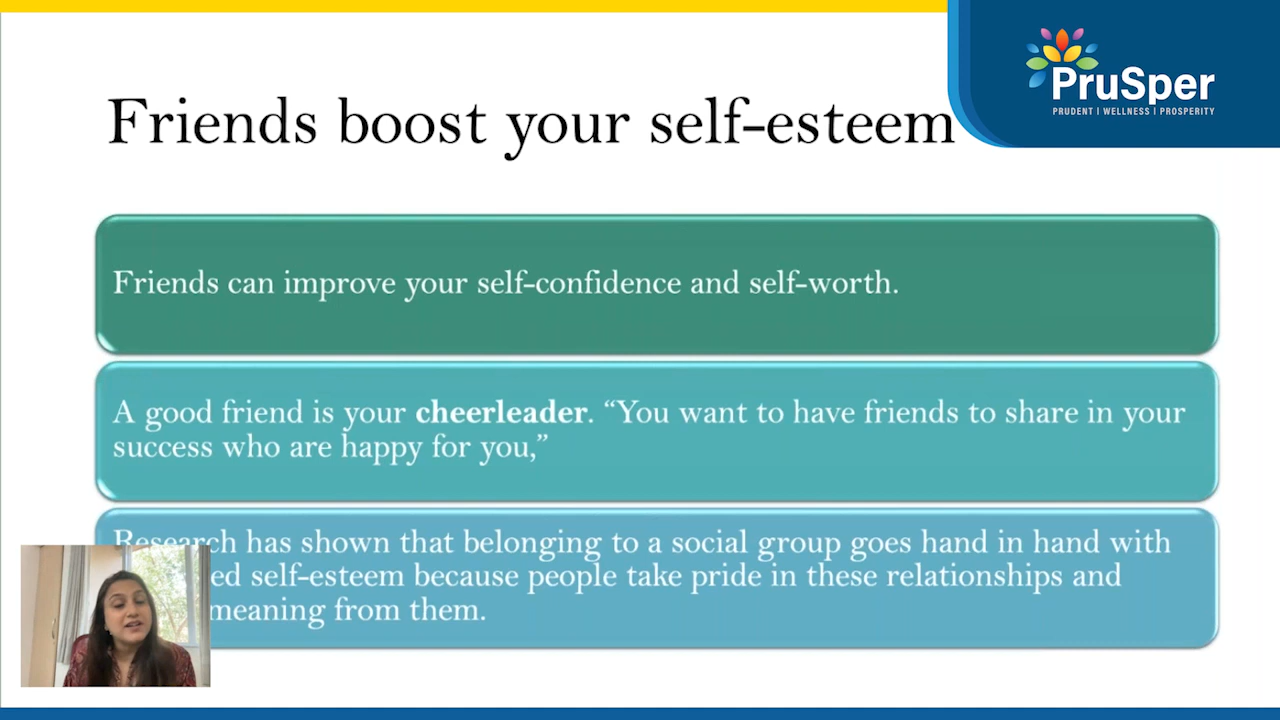 PruSper
PRUDENT | WELLNESS | PROSPERITY
Friends boost your self-esteem
Friends can improve your self-confidence and self-worth.
A good friend is your cheerleader. “You want to have friends to share in your
success who are happy for you,”
Research has shown that belonging to a social group goes hand in hand with
self-esteem because people take pride in these relationships and
meaning from them.